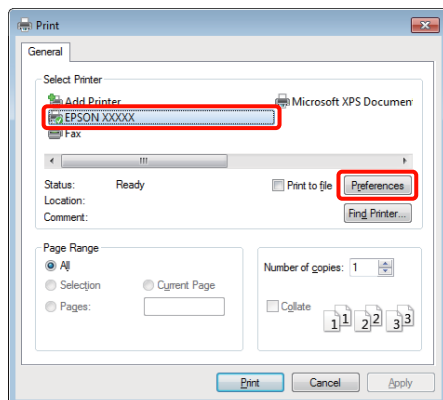 Print
General
Select Printer
Add Printer
Microsoft XPS Documen
EPSON XXXXX
Fax
Status: Ready
Print to file
Preferences
Location:
Comment:
Find Printer...
Page Range
All
Selection
Current Page
Pages:
Number of copies: 1
Collate
1 1 2 2 3 3
Print
Cancel
Apply